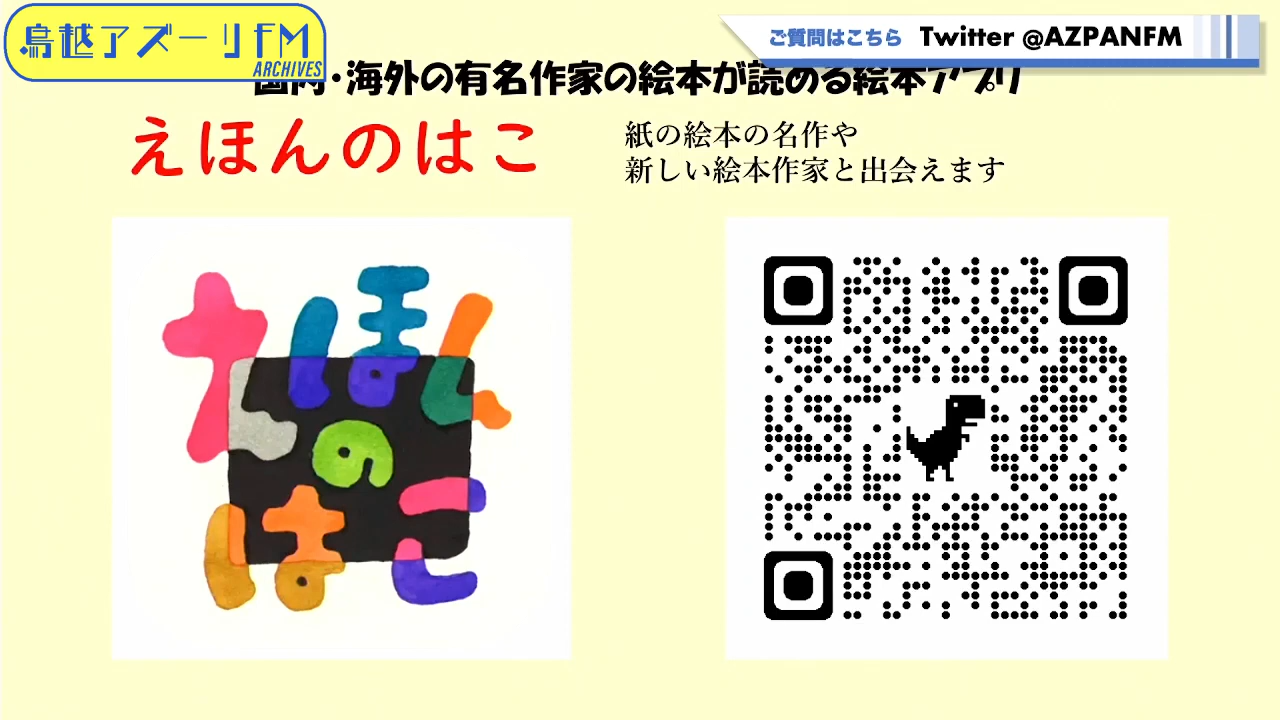 鳥越アズーリFM
ARCHIVES
ご質問はこちら Twitter @AZPANFM
国内・海外の有名作家の絵本が読める絵本アプリ
えほんのはこ
紙の絵本の名作や
新しい絵本作家と出会えます
えほん
の
はこ